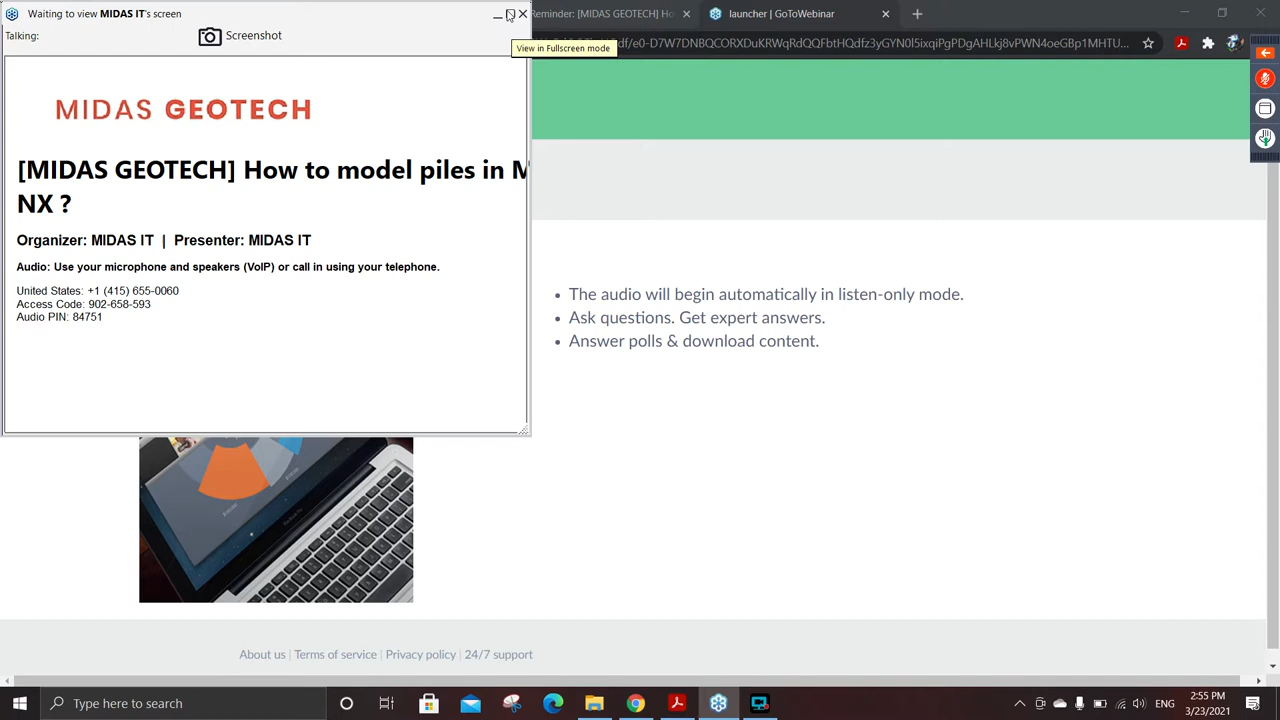 Waiting to view MIDAS IT's screen
Reminder: [MIDAS GEOTECH] Ho
launcher | GoToWebinar
Talking:
Screenshot
View in Fullscreen mode
df/e0-D7W7DNBQCORXDuKRWqRdQQFbtHQdfz3yGYN0l5ixqiPgPDgAHLkj8vPWN4oeGBp1MHTU...
MIDAS GEOTECH
[MIDAS GEOTECH] How to model piles in M
NX ?
Organizer: MIDAS IT | Presenter: MIDAS IT
Audio: Use your microphone and speakers (VoIP) or call in using your telephone.
United States: +1 (415) 655-0060
Access Code: 902-658-593
Audio PIN: 84751
• The audio will begin automatically in listen-only mode.
• Ask questions. Get expert answers.
• Answer polls & download content.
About us | Terms of service | Privacy policy | 24/7 support
Type here to search
ENG
2:55 PM
3/23/2021